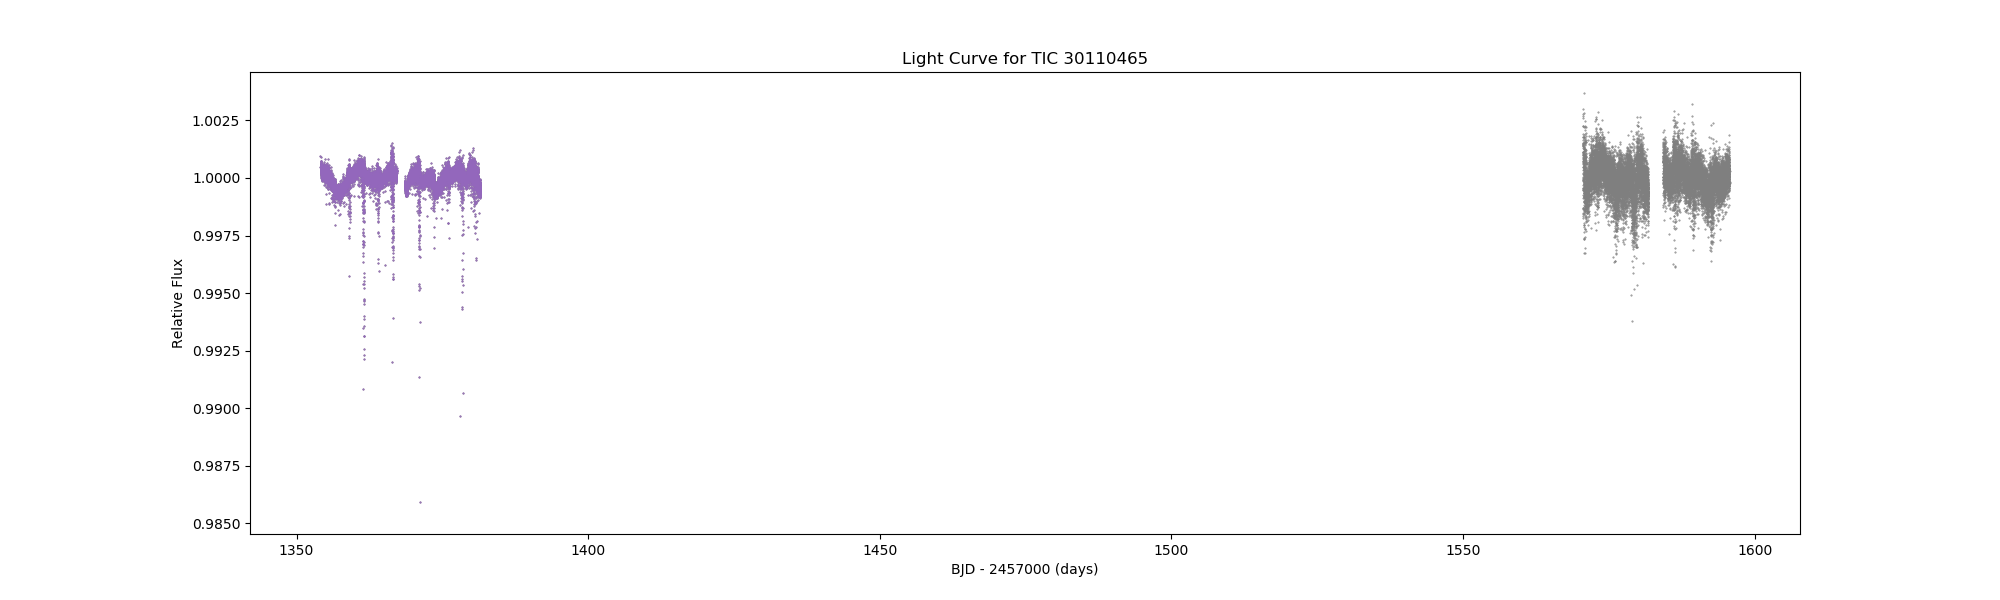 Light Curve for TIC 30110465
1.0025
1.0000
0.9975
0.9950
0.9925
0.9900
0.9875
0.9850
Relative Flux
1350 1400 1450 1500 1550 1600
BJD - 2457000 (days)